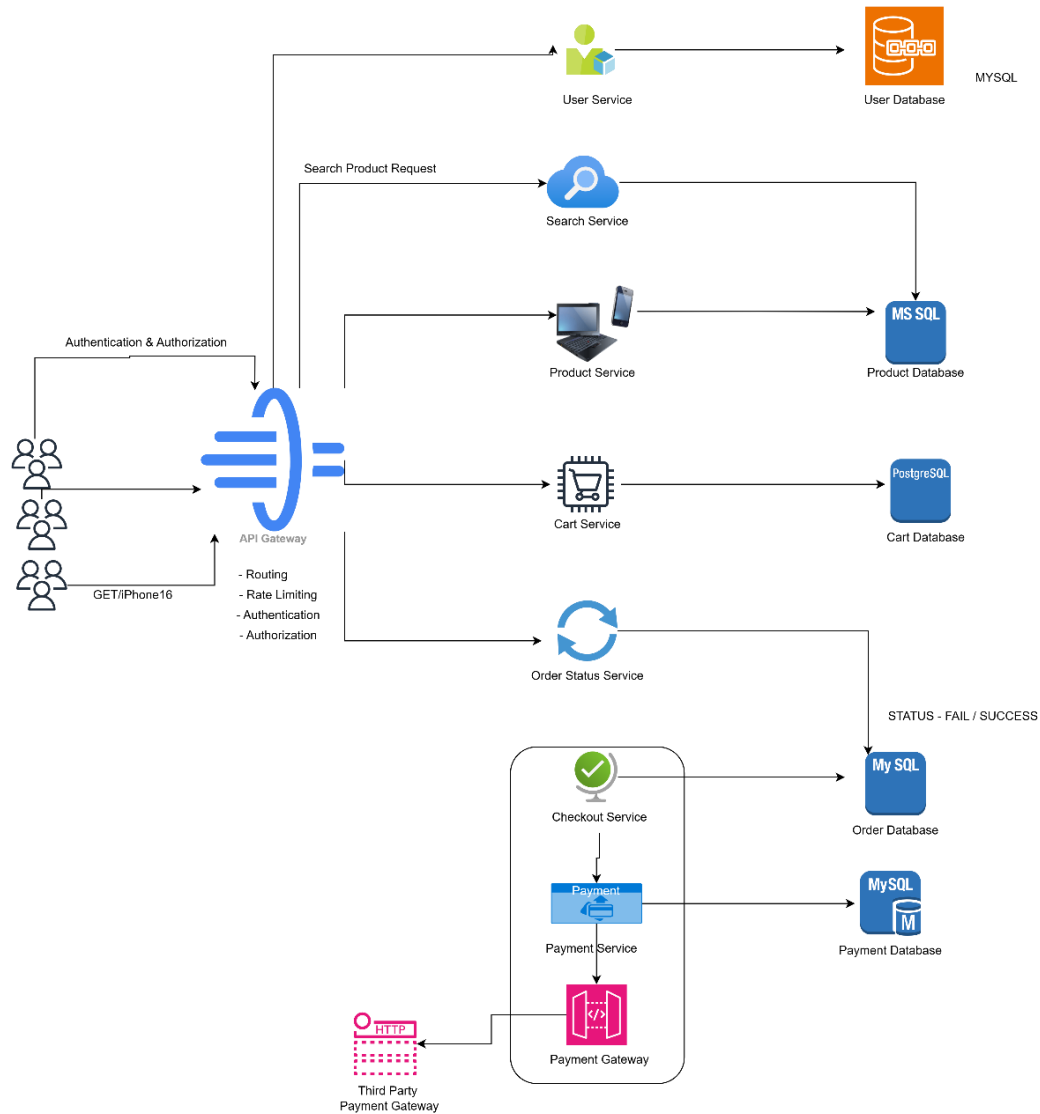 User Service
User Database
MYSQL
Search Product Request
Search Service
MS SQL
Product Service
Product Database
Authentication & Authorization
PostgreSQL
Cart Service
Cart Database
API Gateway
GET/iPhone16
- Routing
- Rate Limiting
- Authentication
- Authorization
Order Status Service
STATUS - FAIL / SUCCESS
My SQL
Checkout Service
Order Database
Payment
MySQL
M
Payment Service
Payment Database
</>
Payment Gateway
HTTP
Third Party
Payment Gateway